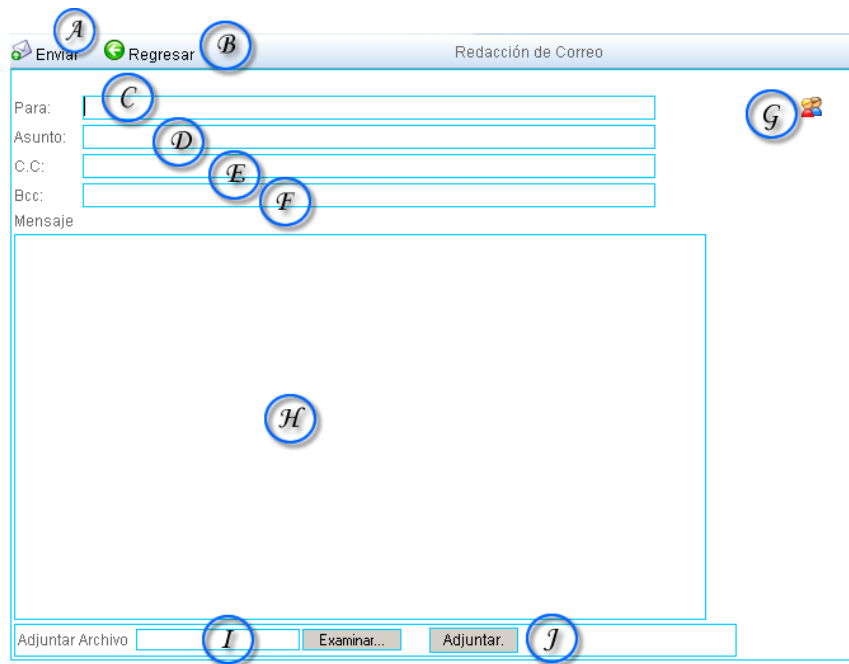 A
Enviar Regresar B Redacción de Correo
Para: C G
Asunto: D
C.C: E
Bcc: F
Mensaje
H
Adjuntar Archivo I Examinar... Adjuntar. J